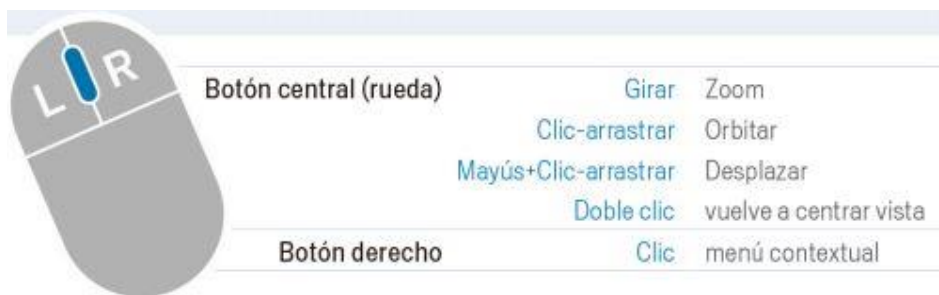 L R
Botón central (rueda) Girar Zoom
Clic-arrastrar Orbitar
Mayús+Clic-arrastrar Desplazar
Doble clic vuelve a centrar vista
Botón derecho Clic menú contextual